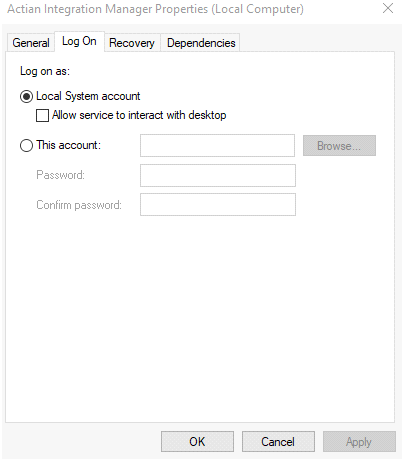 Actian Integration Manager Properties (Local Computer)
General Log On Recovery Dependencies
Log on as:
Local System account
Allow service to interact with desktop
This account:
Browse...
Password:
Confirm password:
OK Cancel Apply